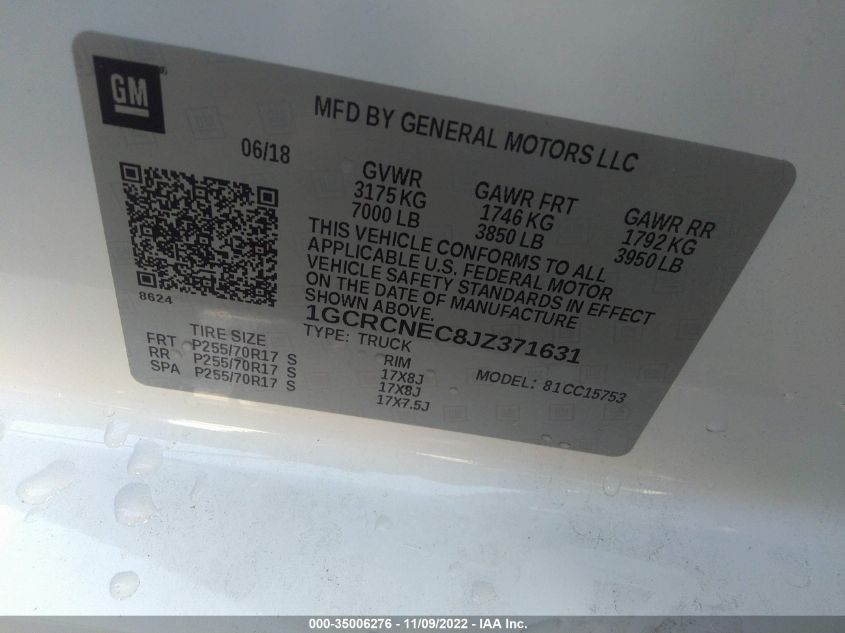 GM
MFD BY GENERAL MOTORS LLC
06/18
GVWR
3175 KG
7000 LB
GAWR FRT
1746 KG
3850 LB
GAWR RR
1792 KG
3950 LB
THIS VEHICLE CONFORMS TO ALL
APPLICABLE U.S. FEDERAL MOTOR
VEHICLE SAFETY STANDARDS IN EFFECT
ON THE DATE OF MANUFACTURE
SHOWN ABOVE.
8624
1GCRCNEC8JZ371631
TYPE: TRUCK
MODEL: 81CC15753
TIRE SIZE
RIM
FRT P255/70R17 S 17X8J
RR P255/70R17 S 17X8J
SPA P255/70R17 S 17X7.5J
000-35006276 - 11/09/2022 - IAA Inc.